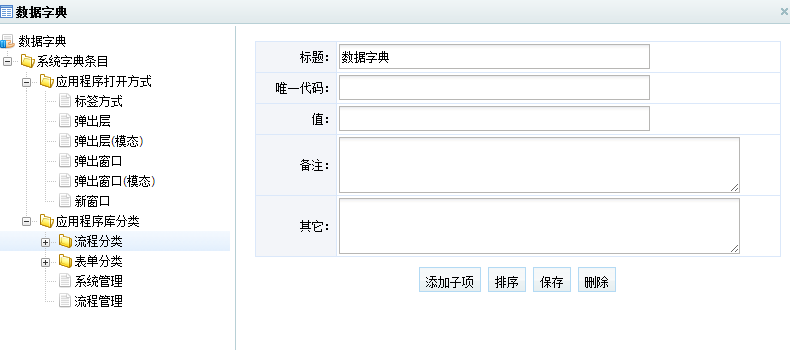 数据字典
数据字典
系统字典条目
应用程序打开方式
标签方式
弹出层
弹出层(模态)
弹出窗口
弹出窗口(模态)
新窗口
应用程序库分类
流程分类
表单分类
系统管理
流程管理
标题: 数据字典
唯一代码:
值:
备注:
其它:
添加子项 排序 保存 删除